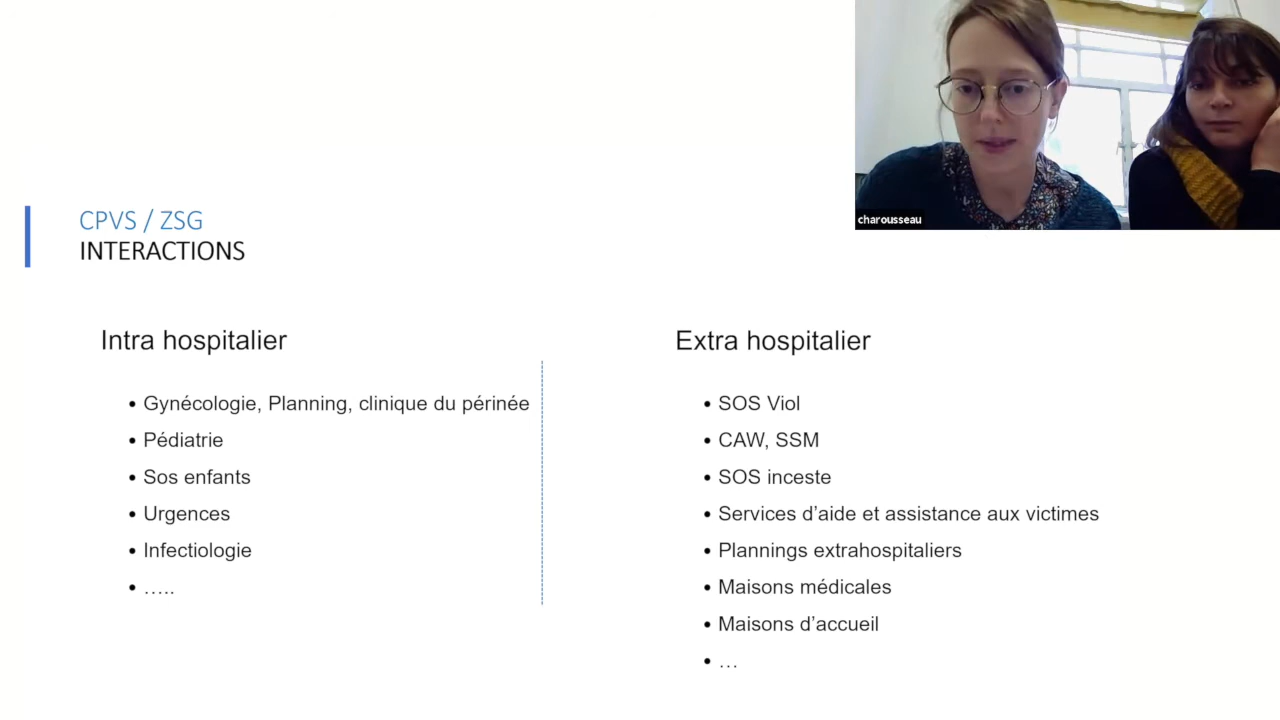 charousseau
CPVS / ZSG
INTERACTIONS
Intra hospitalier
• Gynécologie, Planning, clinique du périnée
• Pédiatrie
• Sos enfants
• Urgences
• Infectiologie
• …..
Extra hospitalier
• SOS Viol
• CAW, SSM
• SOS inceste
• Services d’aide et assistance aux victimes
• Plannings extrahospitaliers
• Maisons médicales
• Maisons d’accueil
• …